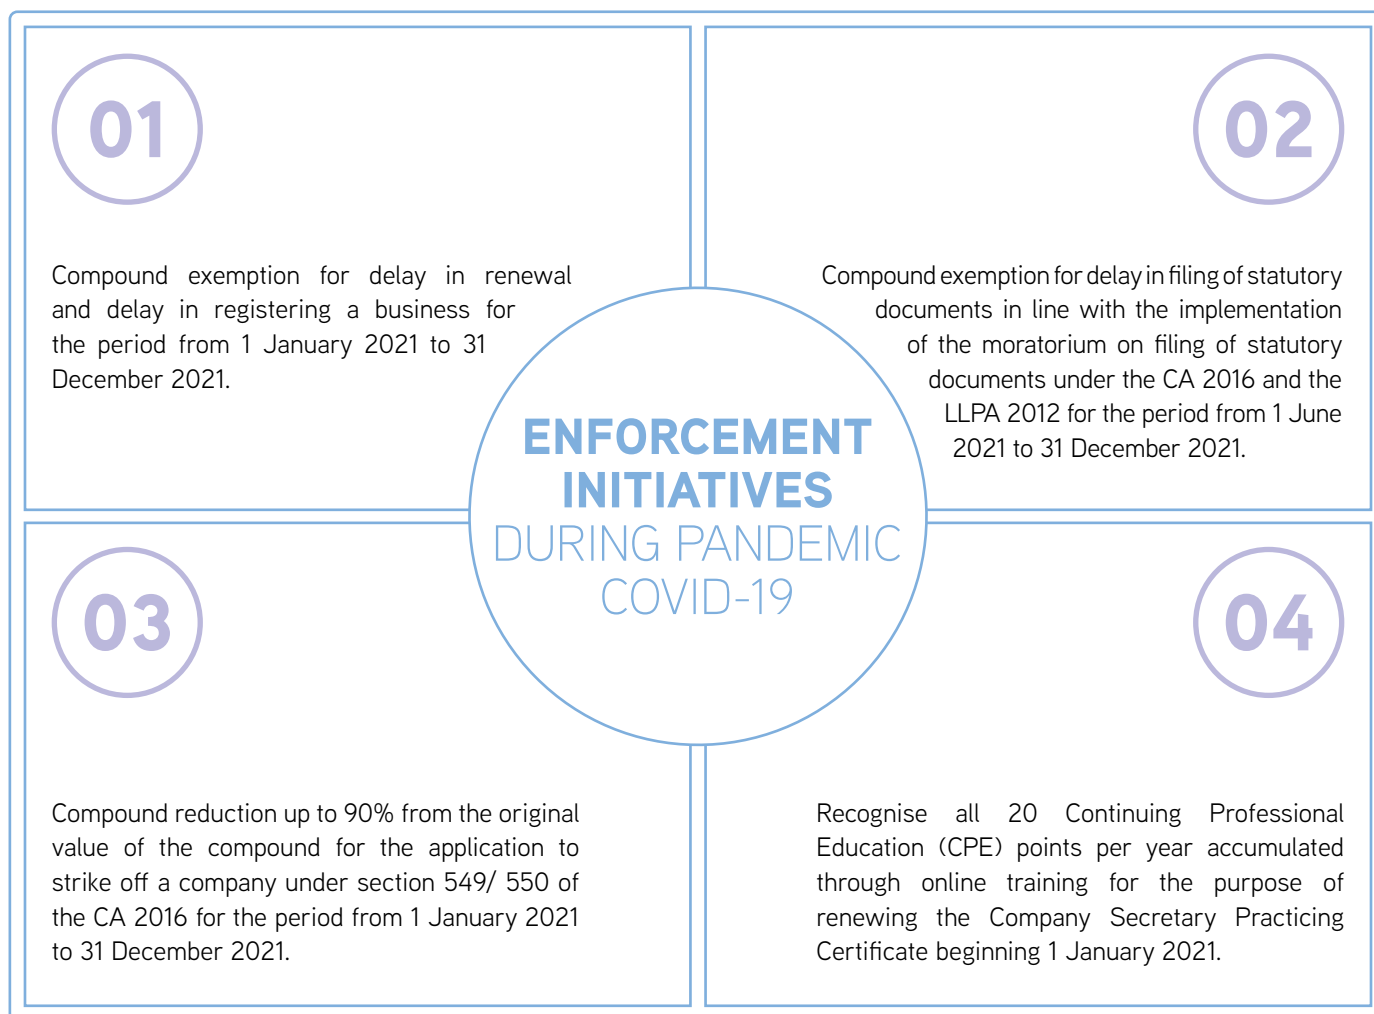 01
Compound exemption for delay in renewal
and delay in registering a business for
the period from 1 January 2021 to 31
December 2021.
02
Compound exemption for delay in filing of statutory
documents in line with the implementation
of the moratorium on filing of statutory
documents under the CA 2016 and the
LLPA 2012 for the period from 1 June
2021 to 31 December 2021.
ENFORCEMENT
INITIATIVES
DURING PANDEMIC
COVID-19
03
Compound reduction up to 90% from the original
value of the compound for the application to
strike off a company under section 549/ 550 of
the CA 2016 for the period from 1 January 2021
to 31 December 2021.
04
Recognise all 20 Continuing Professional
Education (CPE) points per year accumulated
through online training for the purpose of
renewing the Company Secretary Practicing
Certificate beginning 1 January 2021.